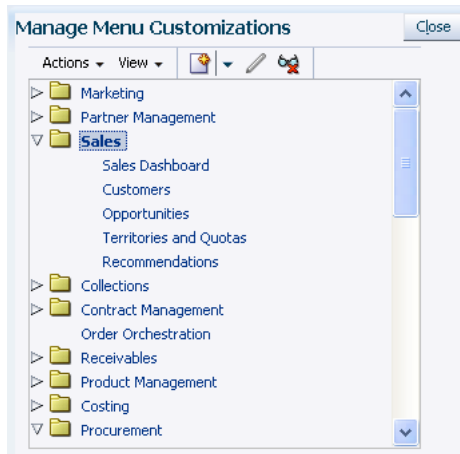 Manage Menu Customizations Close
Actions View
Marketing
Partner Management
Sales
Sales Dashboard
Customers
Opportunities
Territories and Quotas
Recommendations
Collections
Contract Management
Order Orchestration
Receivables
Product Management
Costing
Procurement